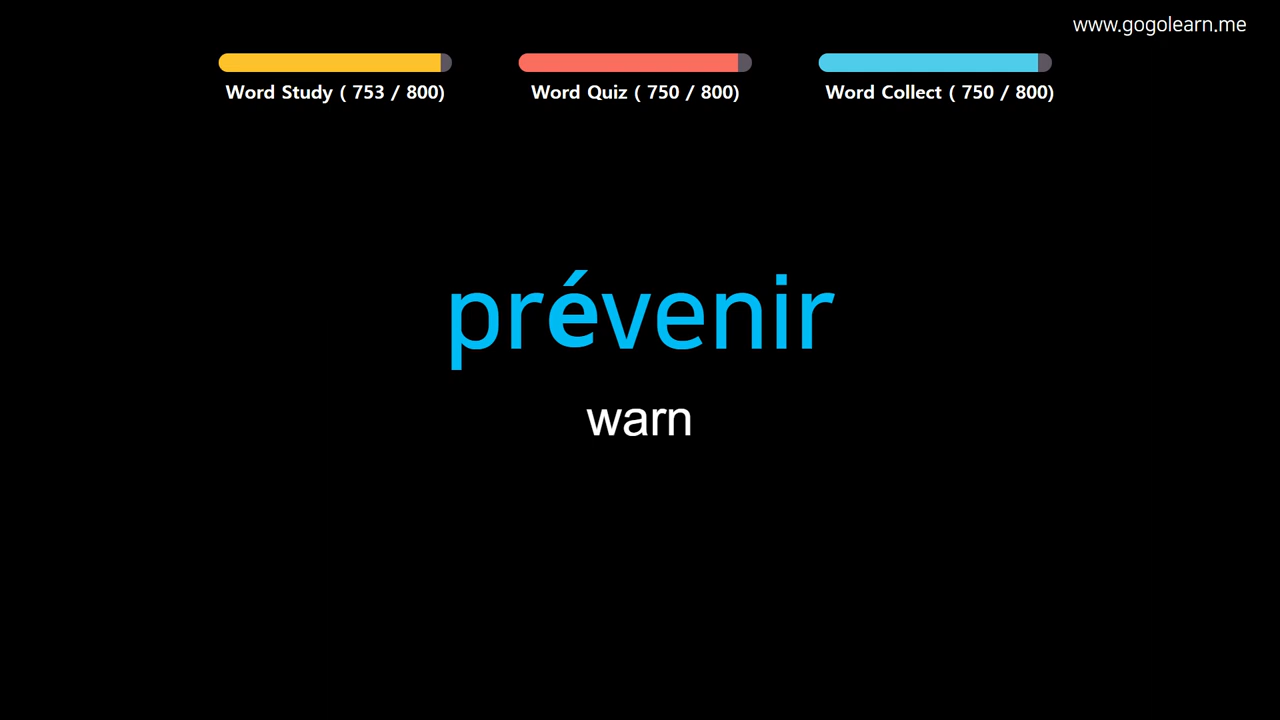 www.gogolearn.me
Word Study ( 753 / 800)
Word Quiz ( 750 / 800)
Word Collect ( 750 / 800)
prévenir
warn